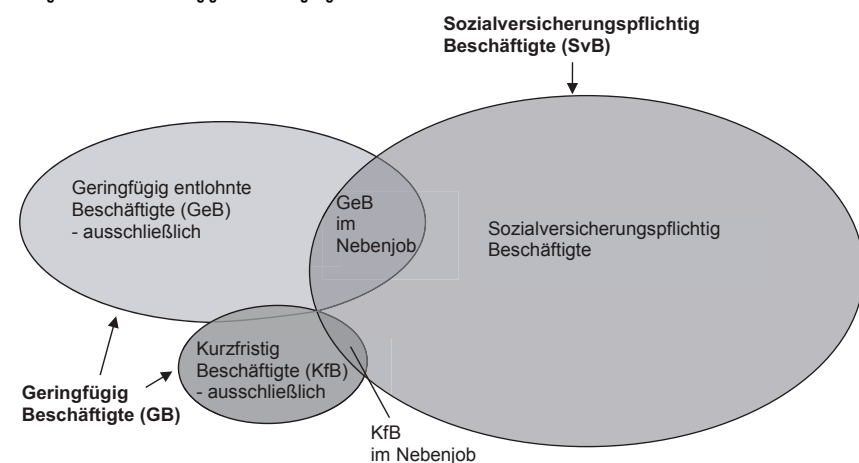 Sozialversicherungspflichtig
Beschäftigte (SvB)
Geringfügig entlohnte
Beschäftigte (GeB)
- ausschließlich
GeB
im
Nebenjob
Sozialversicherungspflichtig
Beschäftigte
Kurzfristig
Beschäftigte (KfB)
- ausschließlich
Geringfügig
Beschäftigte (GB)
KfB
im Nebenjob